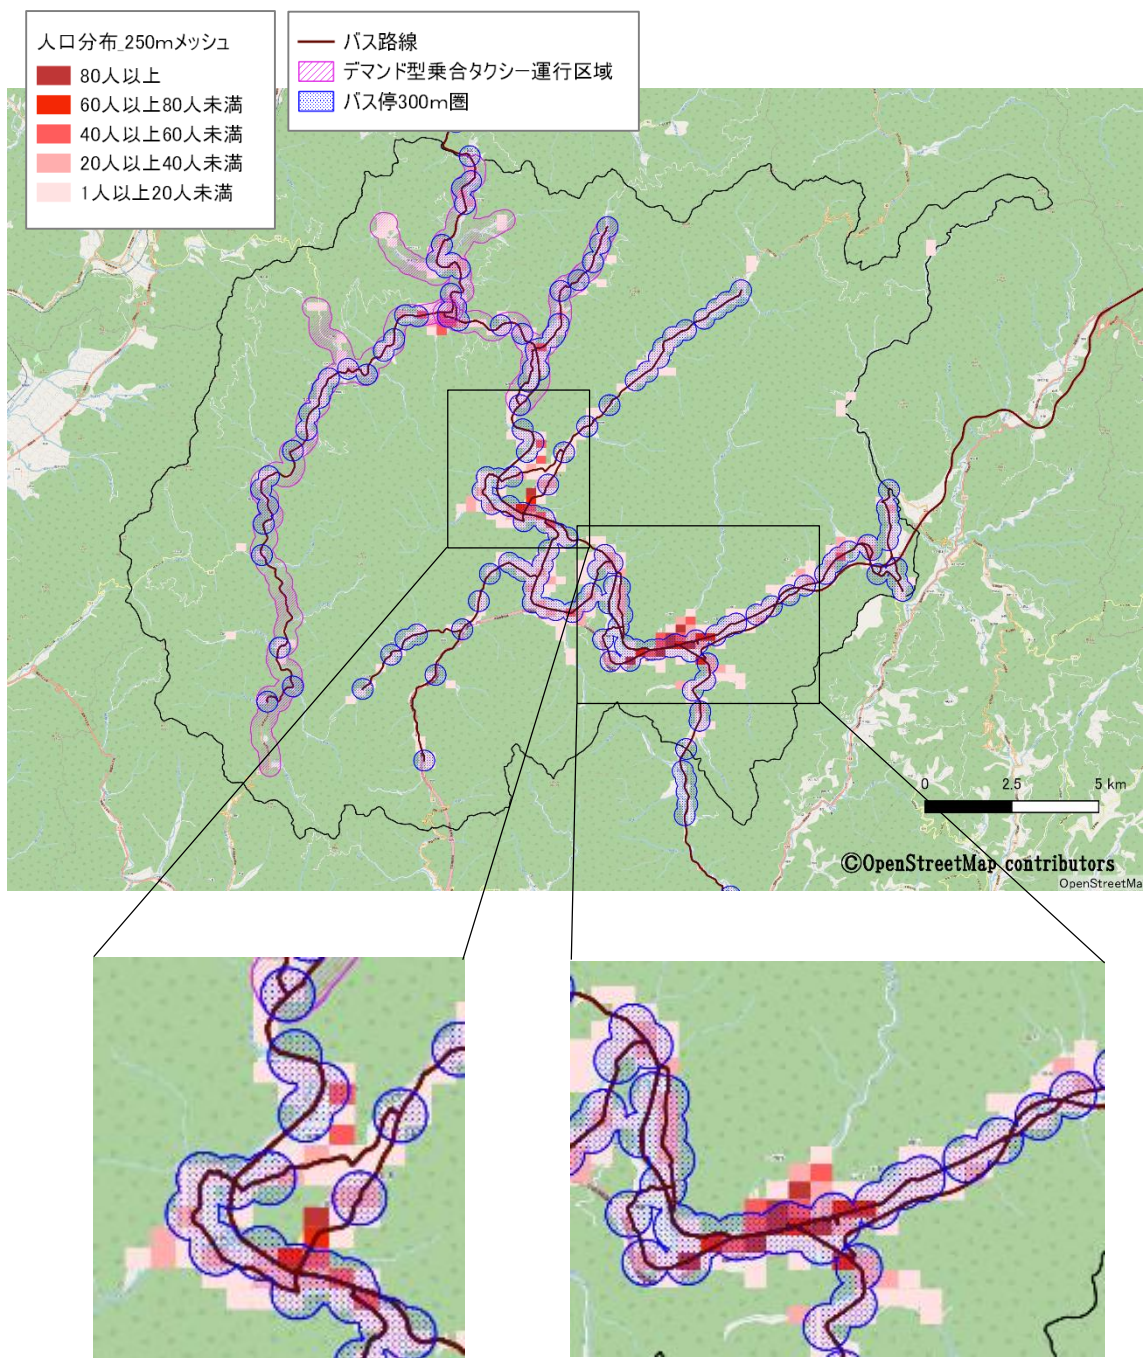 人口分布_250mメッシュ
80人以上
60人以上80人未満
40人以上60人未満
20人以上40人未満
1人以上20人未満
バス路線
デマンド型乗合タクシー運行区域
バス停300m圏
0 2.5 5 km
©OpenStreetMap contributors
OpenStreetMa